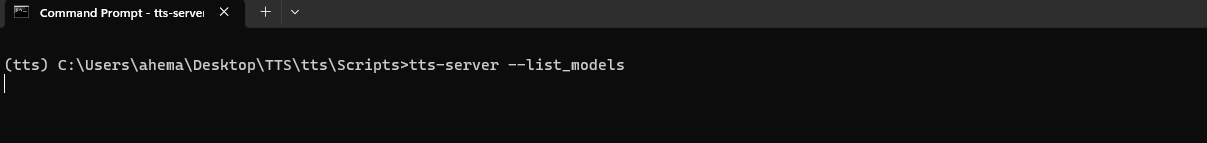 Command Prompt - tts-server
(tts) C:\Users\ahema\Desktop\TTS\tts\Scripts>tts-server --list_models